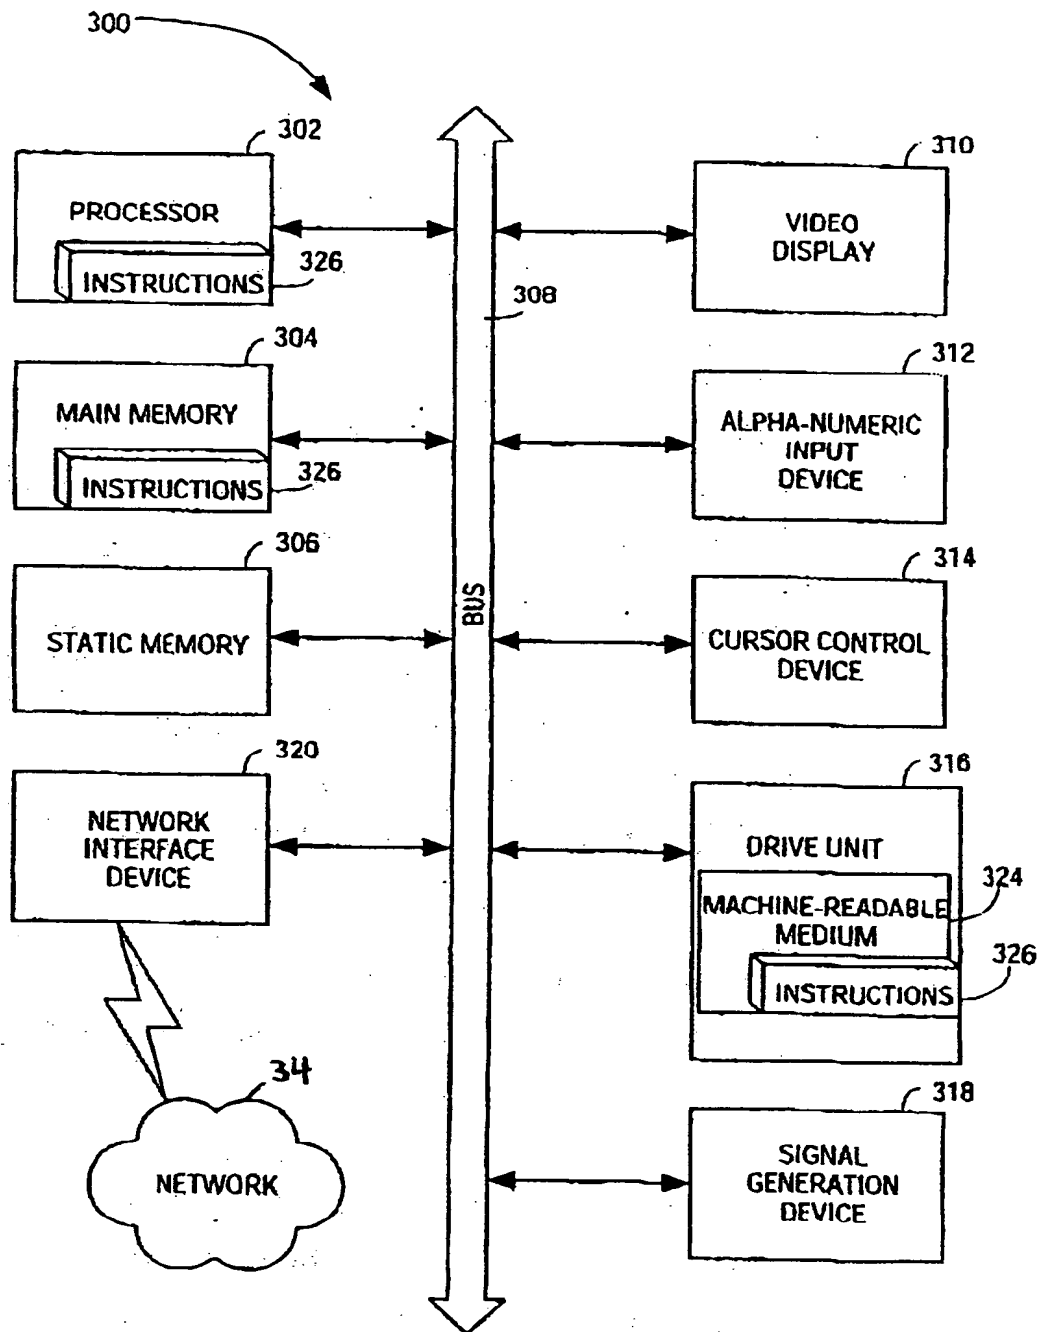 300
302
PROCESSOR
INSTRUCTIONS
326
304
MAIN MEMORY
INSTRUCTIONS
326
306
STATIC MEMORY
320
NETWORK
INTERFACE
DEVICE
34
NETWORK
308
BUS
310
VIDEO
DISPLAY
312
ALPHA-NUMERIC
INPUT
DEVICE
314
CURSOR CONTROL
DEVICE
316
DRIVE UNIT
324
MACHINE-READABLE
MEDIUM
326
INSTRUCTIONS
318
SIGNAL
GENERATION
DEVICE